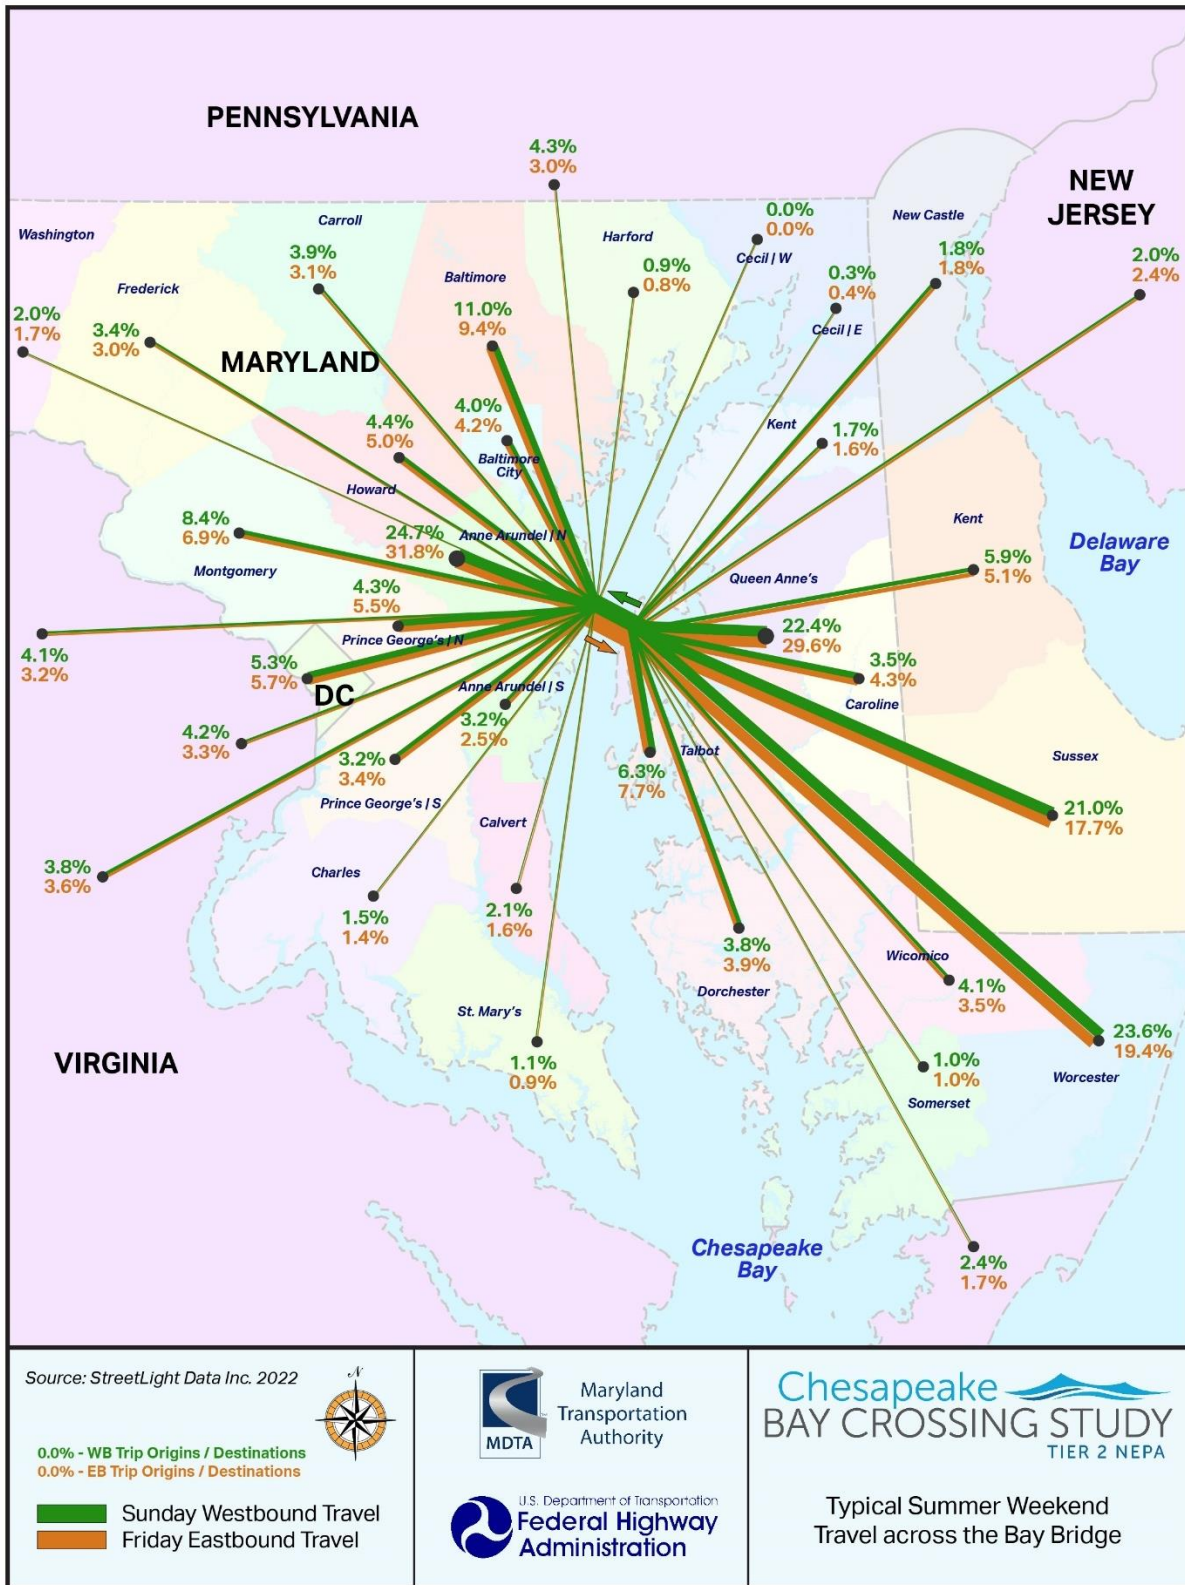 PENNSYLVANIA
4.3%
3.0%
NEW
JERSEY
Washington
Carroll
Harford
0.0%
0.0%
Cecil | W
New Castle
3.9%
3.1%
Baltimore
0.9%
0.8%
1.8%
1.8%
2.0%
2.4%
Frederick
0.3%
0.4%
Cecil | E
2.0%
1.7%
3.4%
3.0%
11.0%
9.4%
MARYLAND
4.4%
5.0%
4.0%
4.2%
Baltimore
City
Kent
1.7%
1.6%
Howard
8.4%
6.9%
24.7%
31.8%
Anne Arundel | N
Kent
Delaware
Bay
Montgomery
Queen Anne's
5.9%
5.1%
4.3%
5.5%
Prince George's | N
22.4%
29.6%
4.1%
3.2%
5.3%
5.7%
DC
Anne Arundel | S
3.5%
4.3%
Caroline
4.2%
3.3%
3.2%
2.5%
3.2%
3.4%
Talbot
6.3%
7.7%
Sussex
Prince George's | S
21.0%
17.7%
Calvert
3.8%
3.6%
Charles
1.5%
1.4%
2.1%
1.6%
3.8%
3.9%
Dorchester
Wicomico
4.1%
3.5%
St. Mary's
1.1%
0.9%
VIRGINIA
23.6%
19.4%
Worcester
1.0%
1.0%
Somerset
Chesapeake
Bay
2.4%
1.7%
Source: StreetLight Data Inc. 2022
N
0.0% - WB Trip Origins / Destinations
0.0% - EB Trip Origins / Destinations
Sunday Westbound Travel
Friday Eastbound Travel
MDTA
Maryland
Transportation
Authority
U.S. Department of Transportation
Federal Highway
Administration
Chesapeake
BAY CROSSING STUDY
TIER 2 NEPA
Typical Summer Weekend
Travel across the Bay Bridge